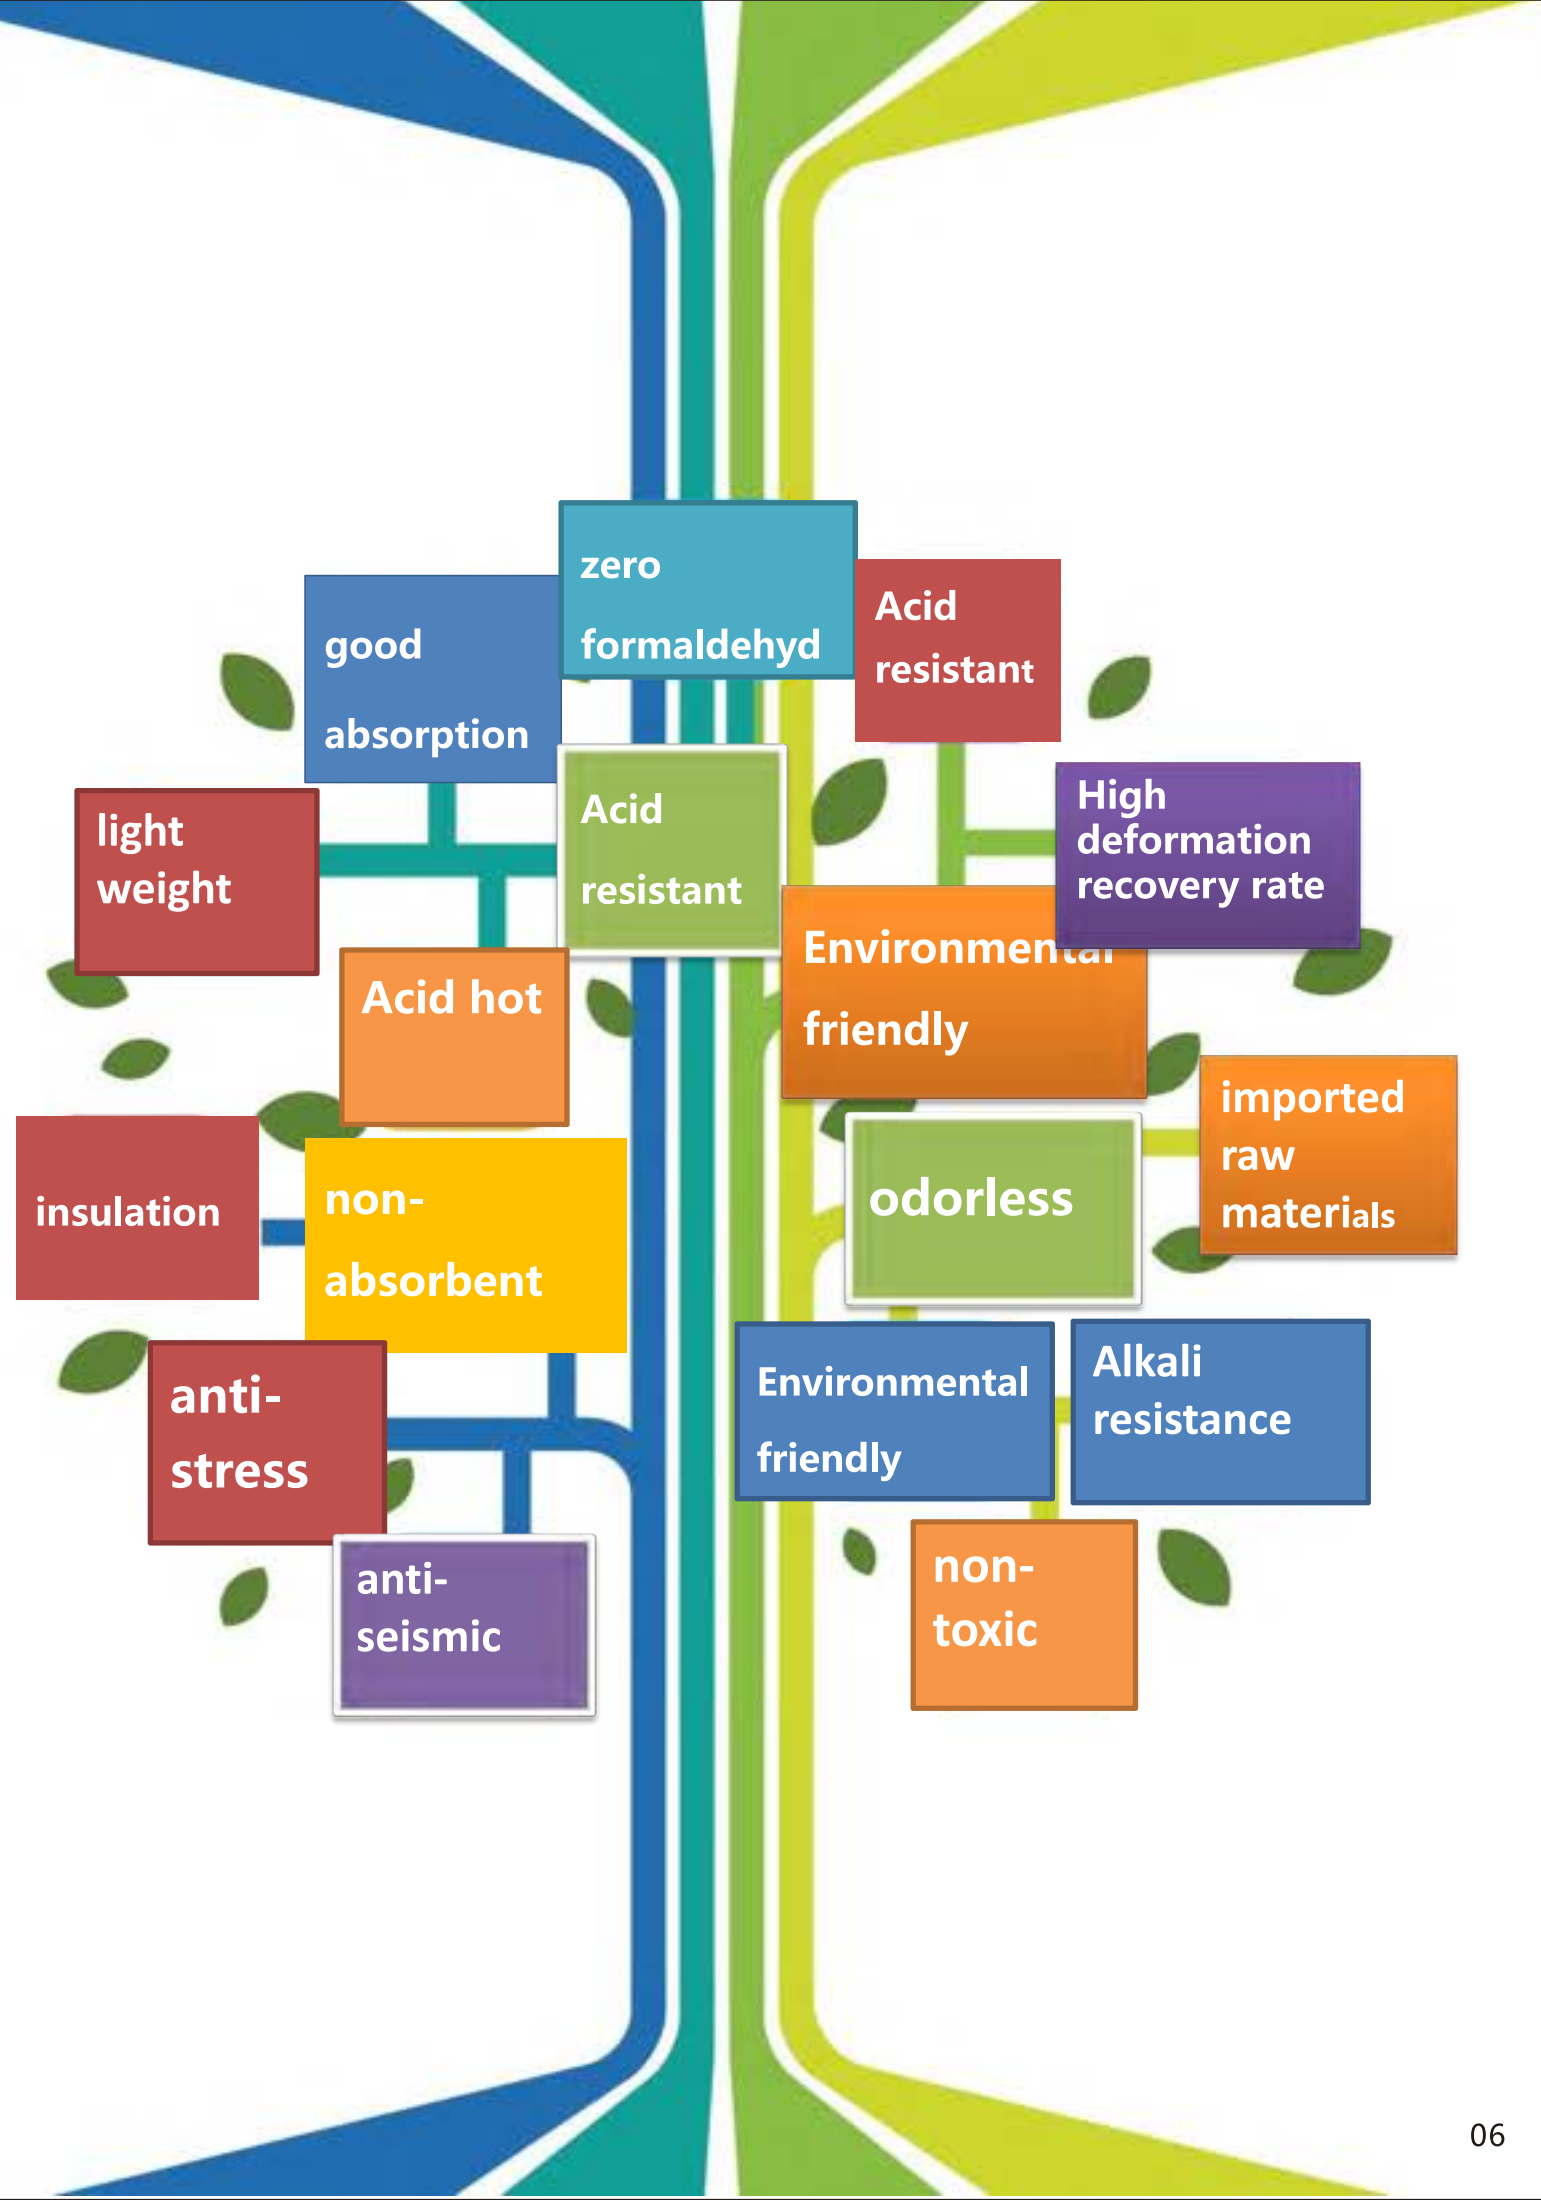 zero
formaldehyd
Acid
resistant
good
absorption
High
deformation
recovery rate
light
weight
Acid
resistant
Environmental
friendly
Acid hot
imported
raw
materials
insulation
non-
absorbent
odorless
anti-
stress
Environmental
friendly
Alkali
resistance
anti-
seismic
non-
toxic
06